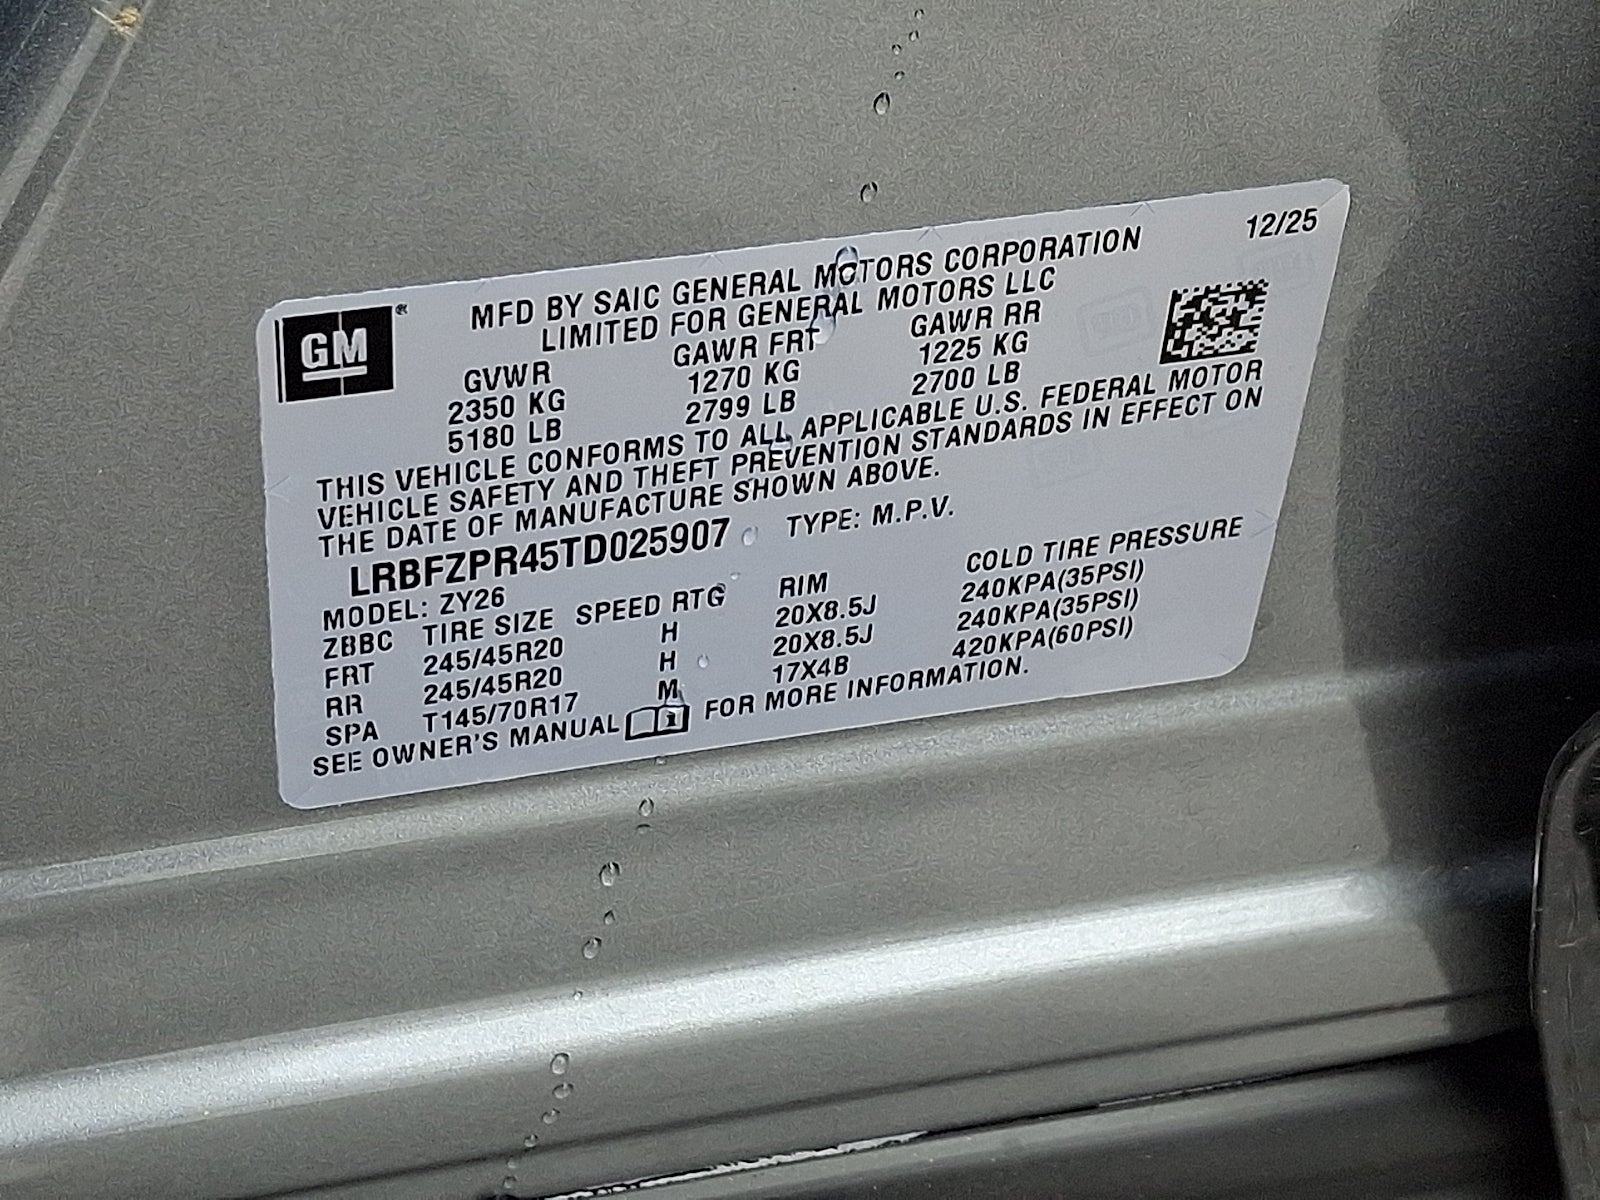 GM ®
MFD BY SAIC GENERAL MOTORS CORPORATION 12/25
LIMITED FOR GENERAL MOTORS LLC
GVWR GAWR FRT GAWR RR
2350 KG 1270 KG 1225 KG
5180 LB 2799 LB 2700 LB
THIS VEHICLE CONFORMS TO ALL APPLICABLE U.S. FEDERAL MOTOR
VEHICLE SAFETY AND THEFT PREVENTION STANDARDS IN EFFECT ON
THE DATE OF MANUFACTURE SHOWN ABOVE.
LRBFZPR45TD025907 TYPE: M.P.V.
MODEL: ZY26
ZBBC TIRE SIZE SPEED RTG RIM COLD TIRE PRESSURE
FRT 245/45R20 H 20X8.5J 240KPA(35PSI)
RR 245/45R20 H 20X8.5J 240KPA(35PSI)
SPA T145/70R17 M 17X4B 420KPA(60PSI)
SEE OWNER'S MANUAL FOR MORE INFORMATION.